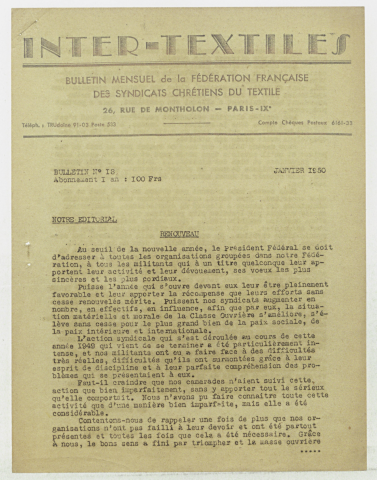 INTER-TEXTILES
BULLETIN MENSUEL de la FÉDÉRATION FRANÇAISE
DES SYNDICATS CHRÉTIENS DU TEXTILE
26, RUE DE MONTHOLON - PARIS-IXe
Téléph. : TRUdaine 91-03 Poste
Compte Chèques Postaux
BULLETIN N° 18
JANVIER 1950
Abonnement 1 an : 100 Frs
NOTRE EDITORIAL
RENOUVEAU
Au seuil de la nouvelle année, le Président Fédéral se doit
d'adresser à toutes les organisations groupées dans notre Fédé-
ration, à tous les militants qui à un titre quelconque leur ap-
portent leur activité et leur dévouement, ses voeux les plus
sincères et les plus cordiaux.
Puisse l'année qui s'ouvre devant eux leur être pleinement
favorable et leur apporter la récompense que leurs efforts sans
cesse renouvelés mérite. Puissent nos syndicats augmenter en
nombre, en effectifs, en influence, afin que par eux, la situa-
tion matérielle et morale de la Classe Ouvrière s'améliore, s'é-
lève sans cesse pour le plus grand bien de la paix sociale, de
la paix intérieure et internationale.
L'action syndicale qui s'est déroulée au cours de cette
année 1949 qui vient de se terminer a été particulièrement in-
tense, et nos militants ont eu à faire face à des difficultés
très réelles, difficultés qu'ils ont surmontées grâce à leur
esprit de discipline et à leur parfaite compréhension des pro-
blèmes qui se présentaient à eux.
Faut-il craindre que nos camarades n'aient suivi cette
action que bien imparfaitement, sans y apporter tout le sérieux
qu'elle comportait. Nous n'avons pu faire connaître toute cette
activité que d'une manière bien imparfaite, mais elle a été
considérable.
Contentons-nous de rappeler une fois de plus que nos or-
ganisations n'ont pas failli à leur devoir et ont été partout
présentes et toutes les fois que cela a été nécessaire. Grâce
à nous, le bons sens a fini par triompher et la masse ouvrière
.....